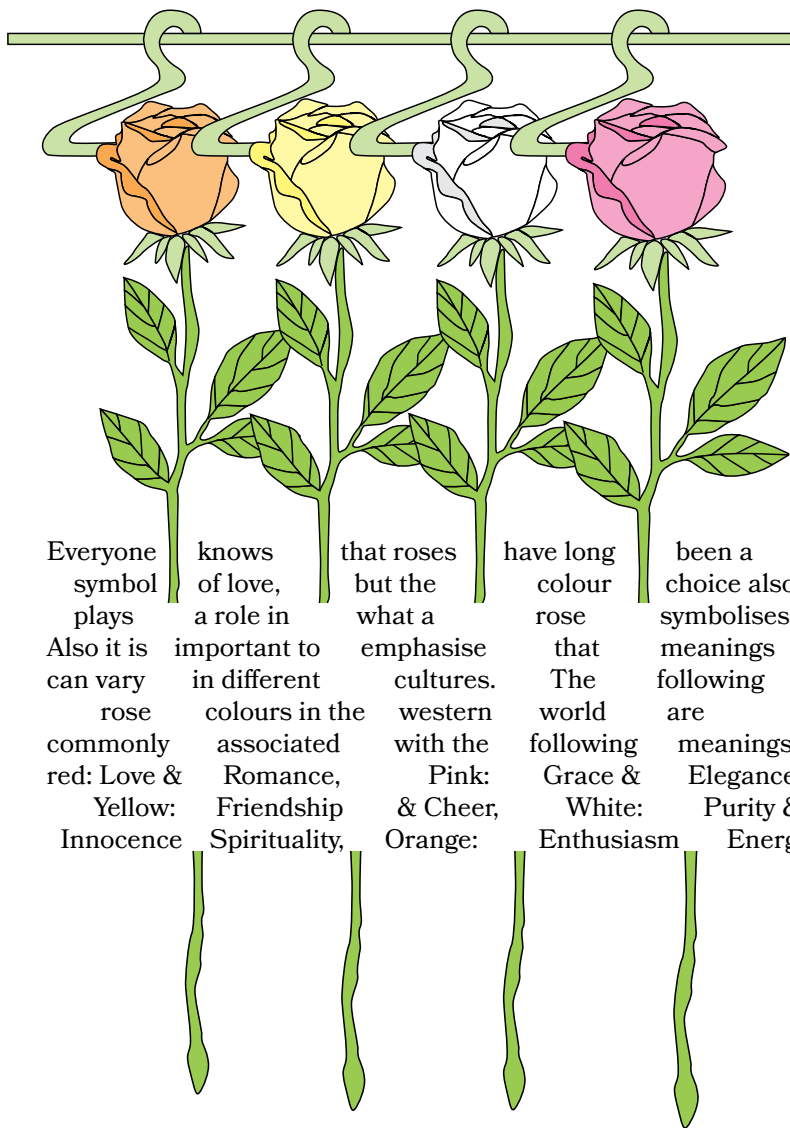 Everyone knows that roses have long been a
symbol of love, but the colour choice also
plays a role in what a rose symbolises
Also it is important to emphasise that meanings
can vary in different cultures. The following
rose colours in the western world are
commonly associated with the following meanings
red: Love & Romance, Pink: Grace & Elegance
Yellow: Friendship & Cheer, White: Purity &
Innocence Spirituality, Orange: Enthusiasm Energ